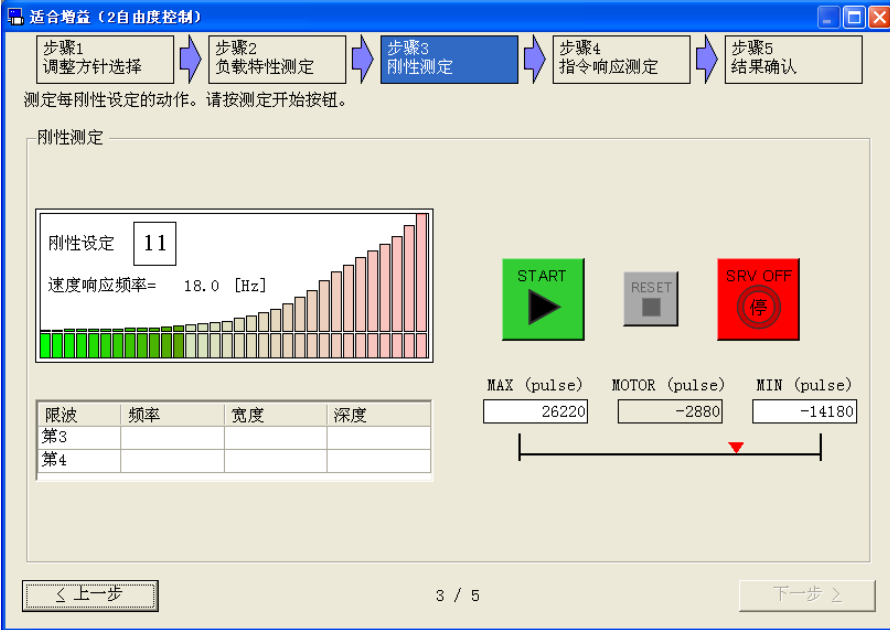 适合增益（2自由度控制）
步骤1
调整方针选择
步骤2
负载特性测定
步骤3
刚性测定
步骤4
指令响应测定
步骤5
结果确认
测定每刚性设定的动作。请按测定开始按钮。
刚性测定
刚性设定 11
速度响应频率= 18.0 [Hz]
START
RESET
SRV OFF
停
MAX (pulse) MOTOR (pulse) MIN (pulse)
26220 -2880 -14180
限波 频率 宽度 深度
第3
第4
< 上一步
3 / 5
下一步 >